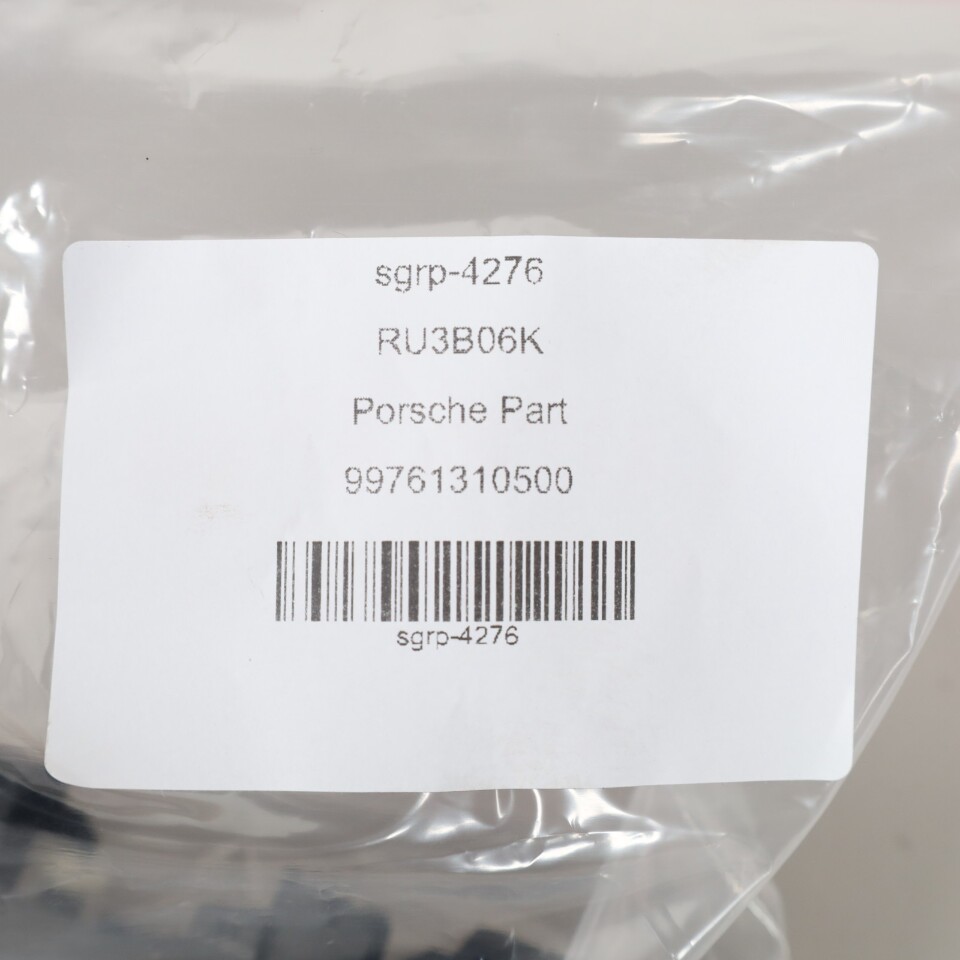 sgrp-4276
RU3B06K
Porsche Part
99761310500
sgrp-4276